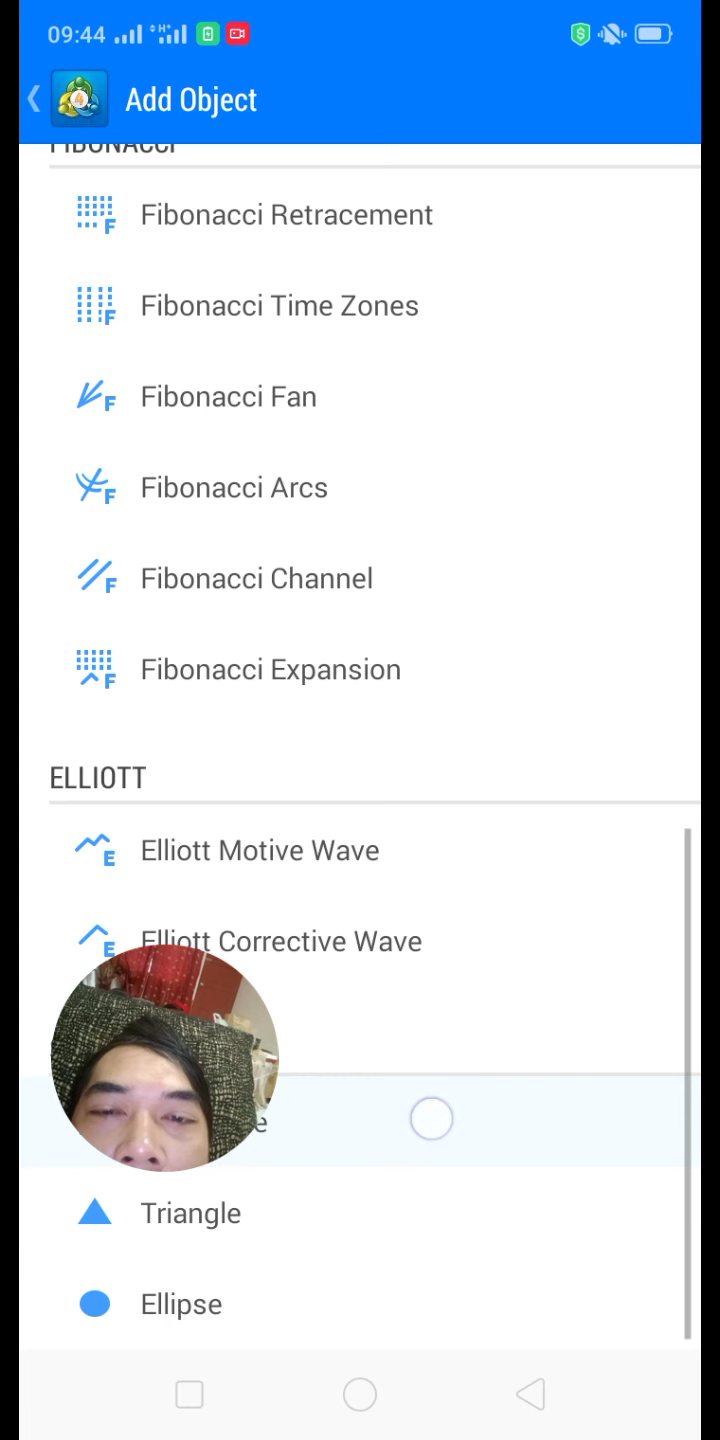 09:44
Add Object
FIBONACCI
Fibonacci Retracement
Fibonacci Time Zones
Fibonacci Fan
Fibonacci Arcs
Fibonacci Channel
Fibonacci Expansion
ELLIOTT
Elliott Motive Wave
Elliott Corrective Wave
Triangle
Ellipse